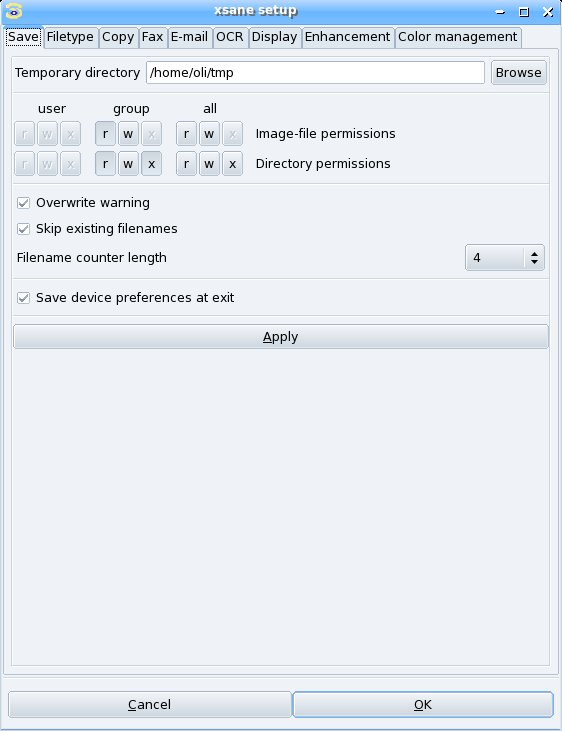 xsane setup
Save Filetype Copy Fax E-mail OCR Display Enhancement Color management
Temporary directory /home/oli/tmp Browse
user group all
r w x r w x r w x Image-file permissions
r w x r w x r w x Directory permissions
Overwrite warning
Skip existing filenames
Filename counter length 4
Save device preferences at exit
Apply
Cancel OK